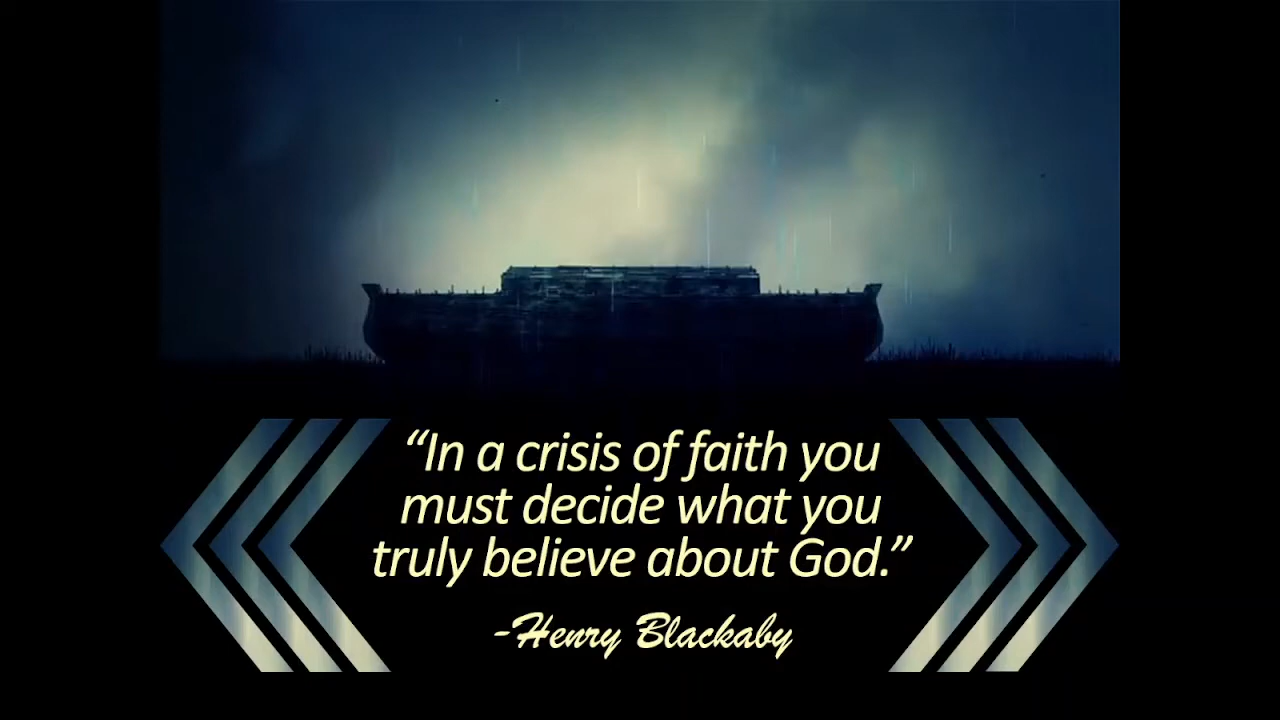 “In a crisis of faith you
must decide what you
truly believe about God.”
-Henry Blackaby